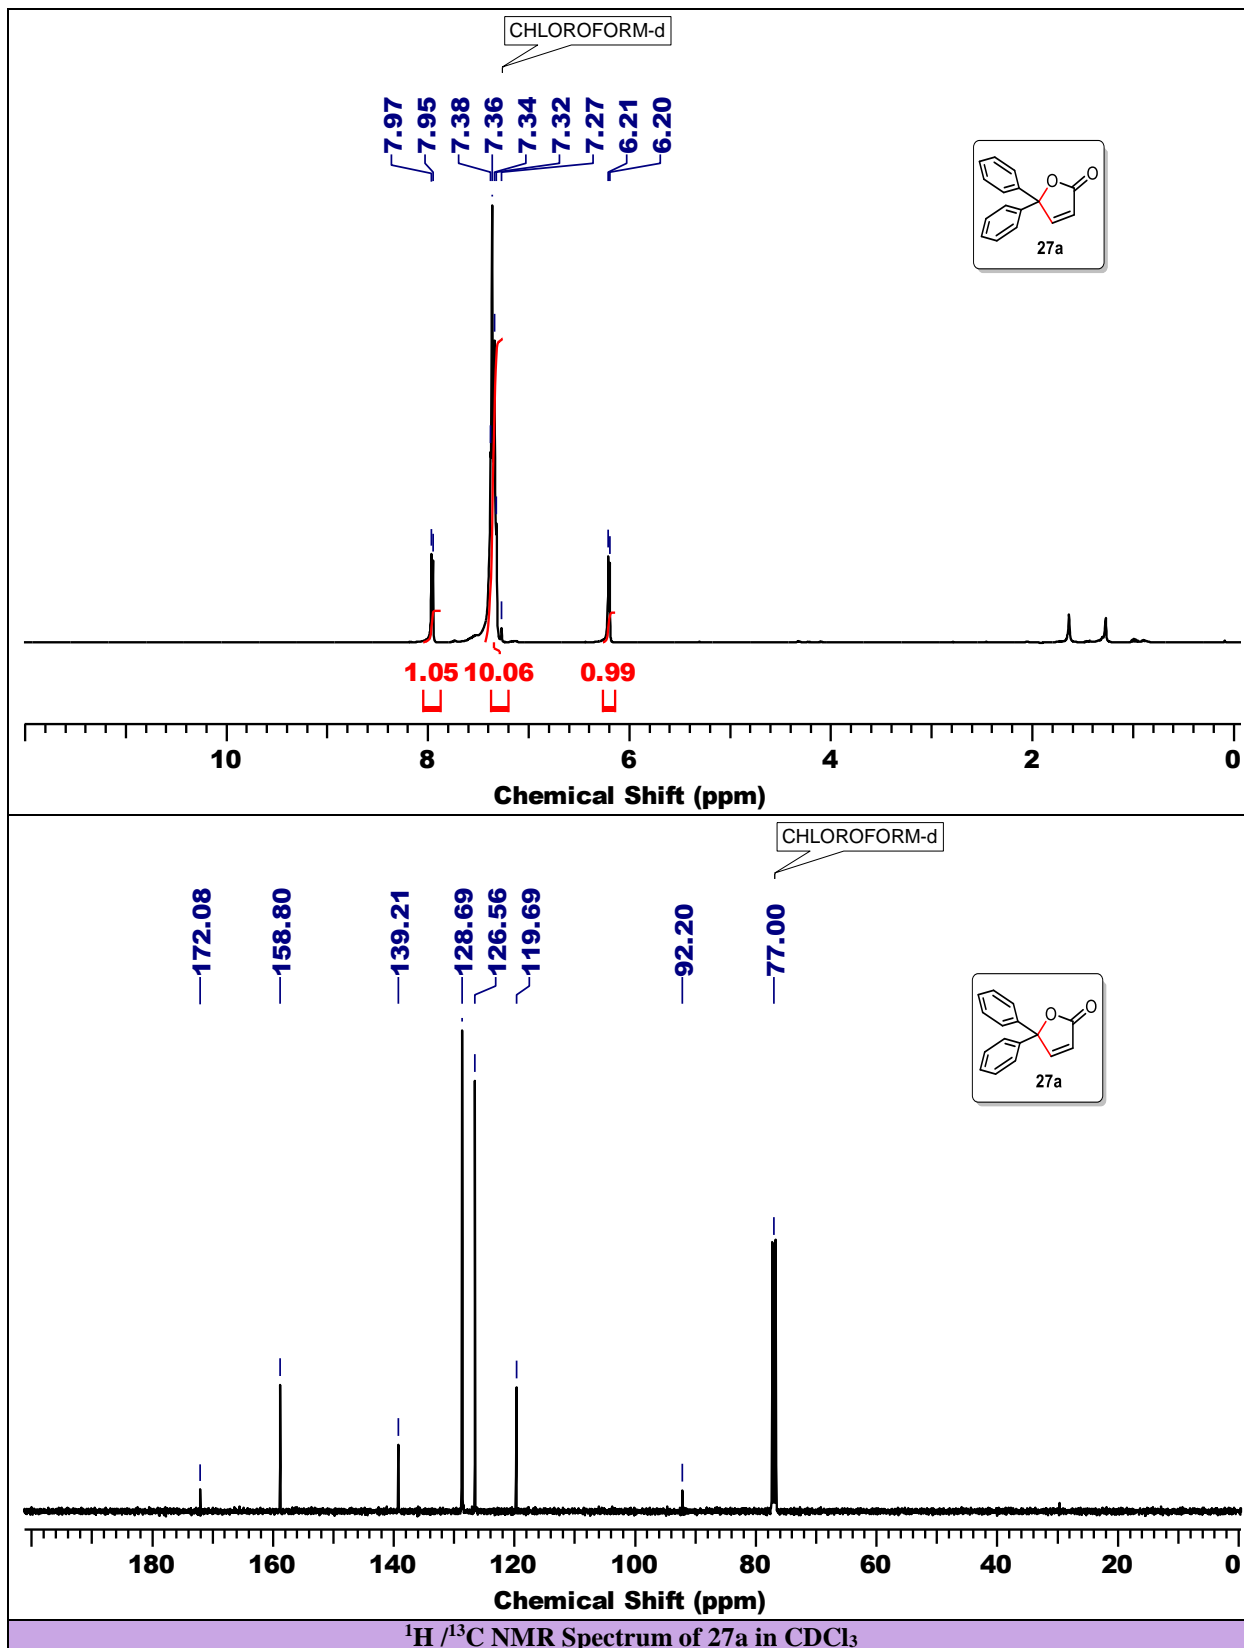 CHLOROFORM-d
7.97 7.95 7.38 7.36 7.34 7.32 7.27 6.21 6.20
O O
27a
1.05 10.06 0.99
10 8 6 4 2 0
Chemical Shift (ppm)
CHLOROFORM-d
172.08 158.80 139.21 128.69 126.56 119.69 92.20 77.00
O O
27a
180 160 140 120 100 80 60 40 20 0
Chemical Shift (ppm)
¹H /¹³C NMR Spectrum of 27a in CDCl₃